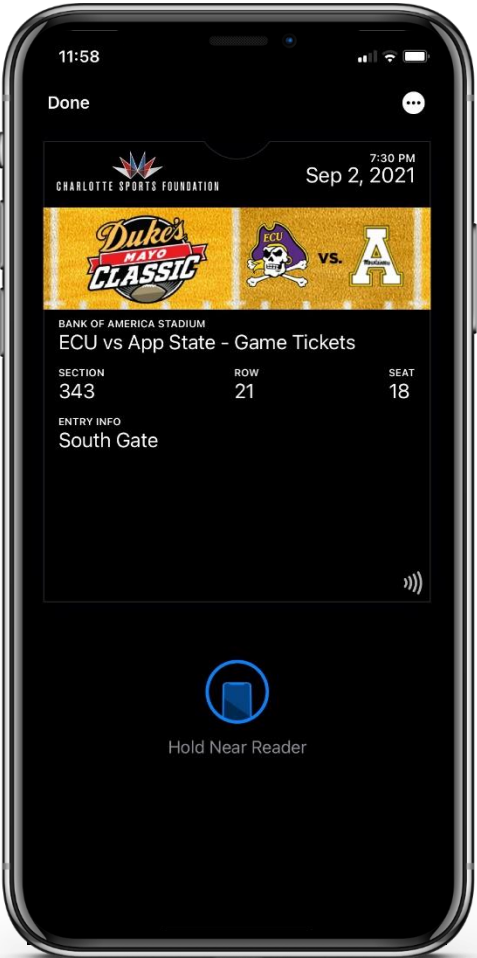 11:58
Done
CHARLOTTE SPORTS FOUNDATION
7:30 PM
Sep 2, 2021
Duke's
MAYO
CLASSIC
ECU
VS.
A
BANK OF AMERICA STADIUM
ECU vs App State - Game Tickets
SECTION ROW SEAT
343 21 18
ENTRY INFO
South Gate
Hold Near Reader